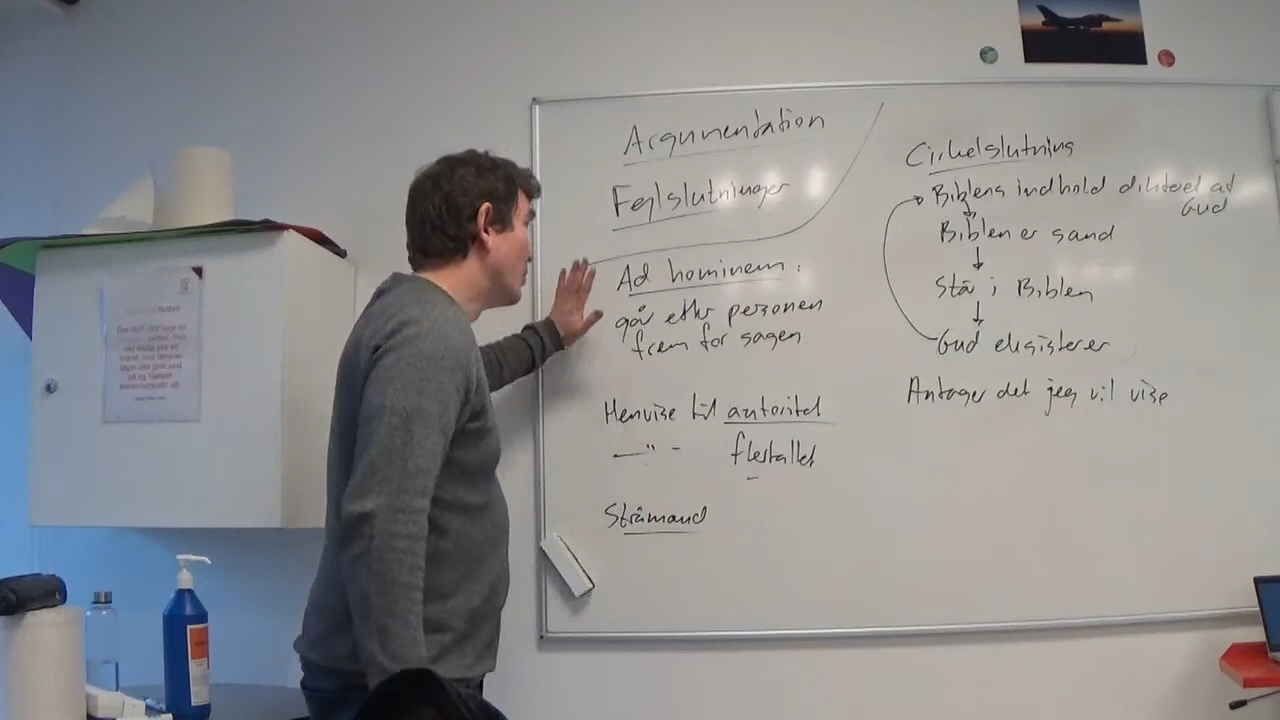 Argumentation
Fejlslutninger
Ad hominem:
går efter personen
frem for sagen
Henvise til autoritet
—"— flertallet
Stråmand
Cirkelslutning
Biblens indhold dikteret af
Gud
Biblen er sand
Stå i Biblen
Gud eksisterer
Antager det jeg vil vise